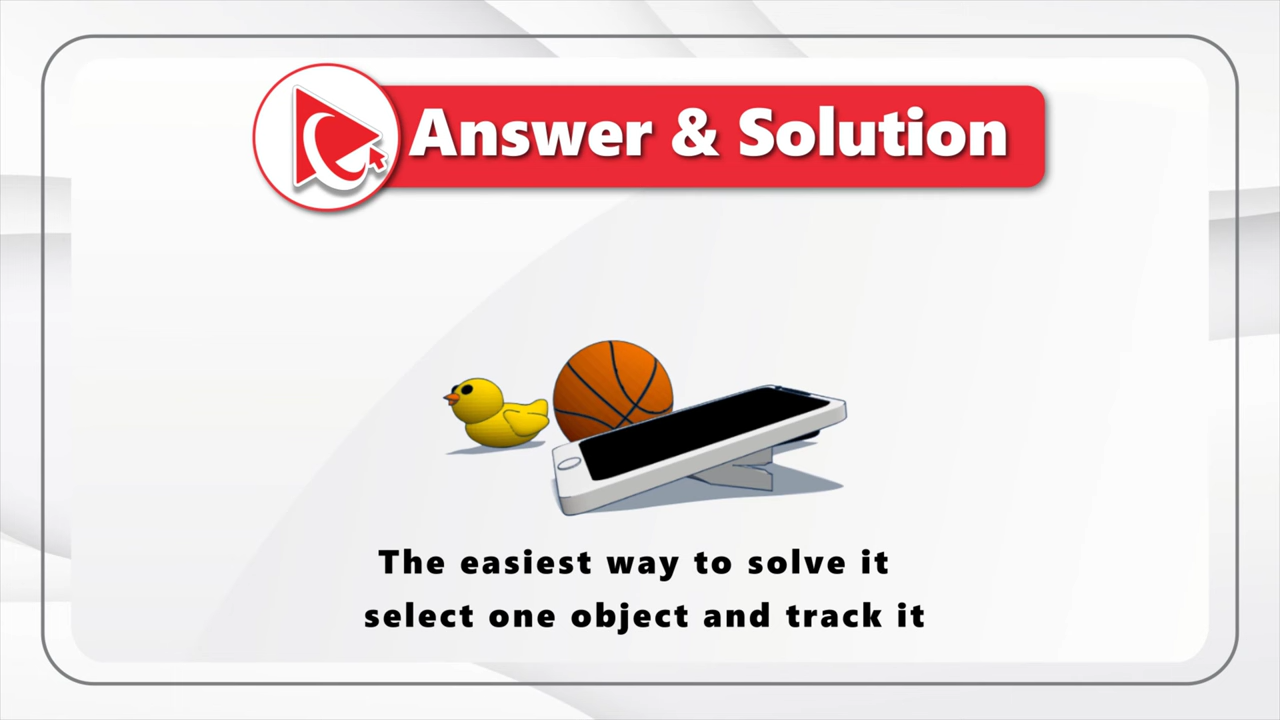 Answer & Solution
The easiest way to solve it
select one object and track it